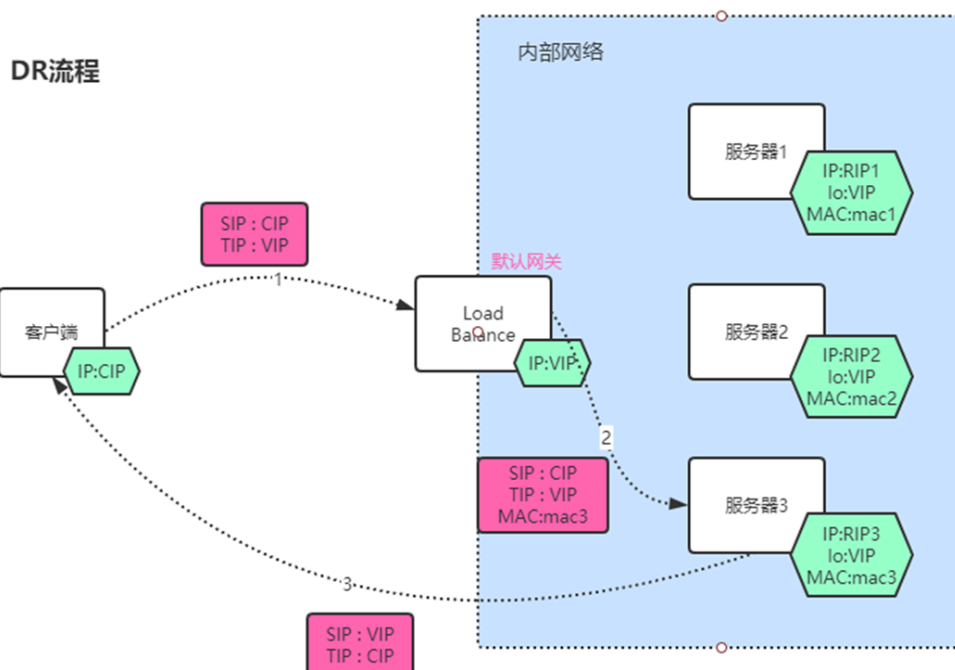 内部网络
DR流程
服务器1
IP:RIP1
lo:VIP
MAC:mac1
SIP : CIP
TIP : VIP
1
默认网关
客户端
IP:CIP
Load
Balance
IP:VIP
服务器2
IP:RIP2
lo:VIP
MAC:mac2
2
SIP : CIP
TIP : VIP
MAC:mac3
服务器3
IP:RIP3
lo:VIP
MAC:mac3
3
SIP : VIP
TIP : CIP